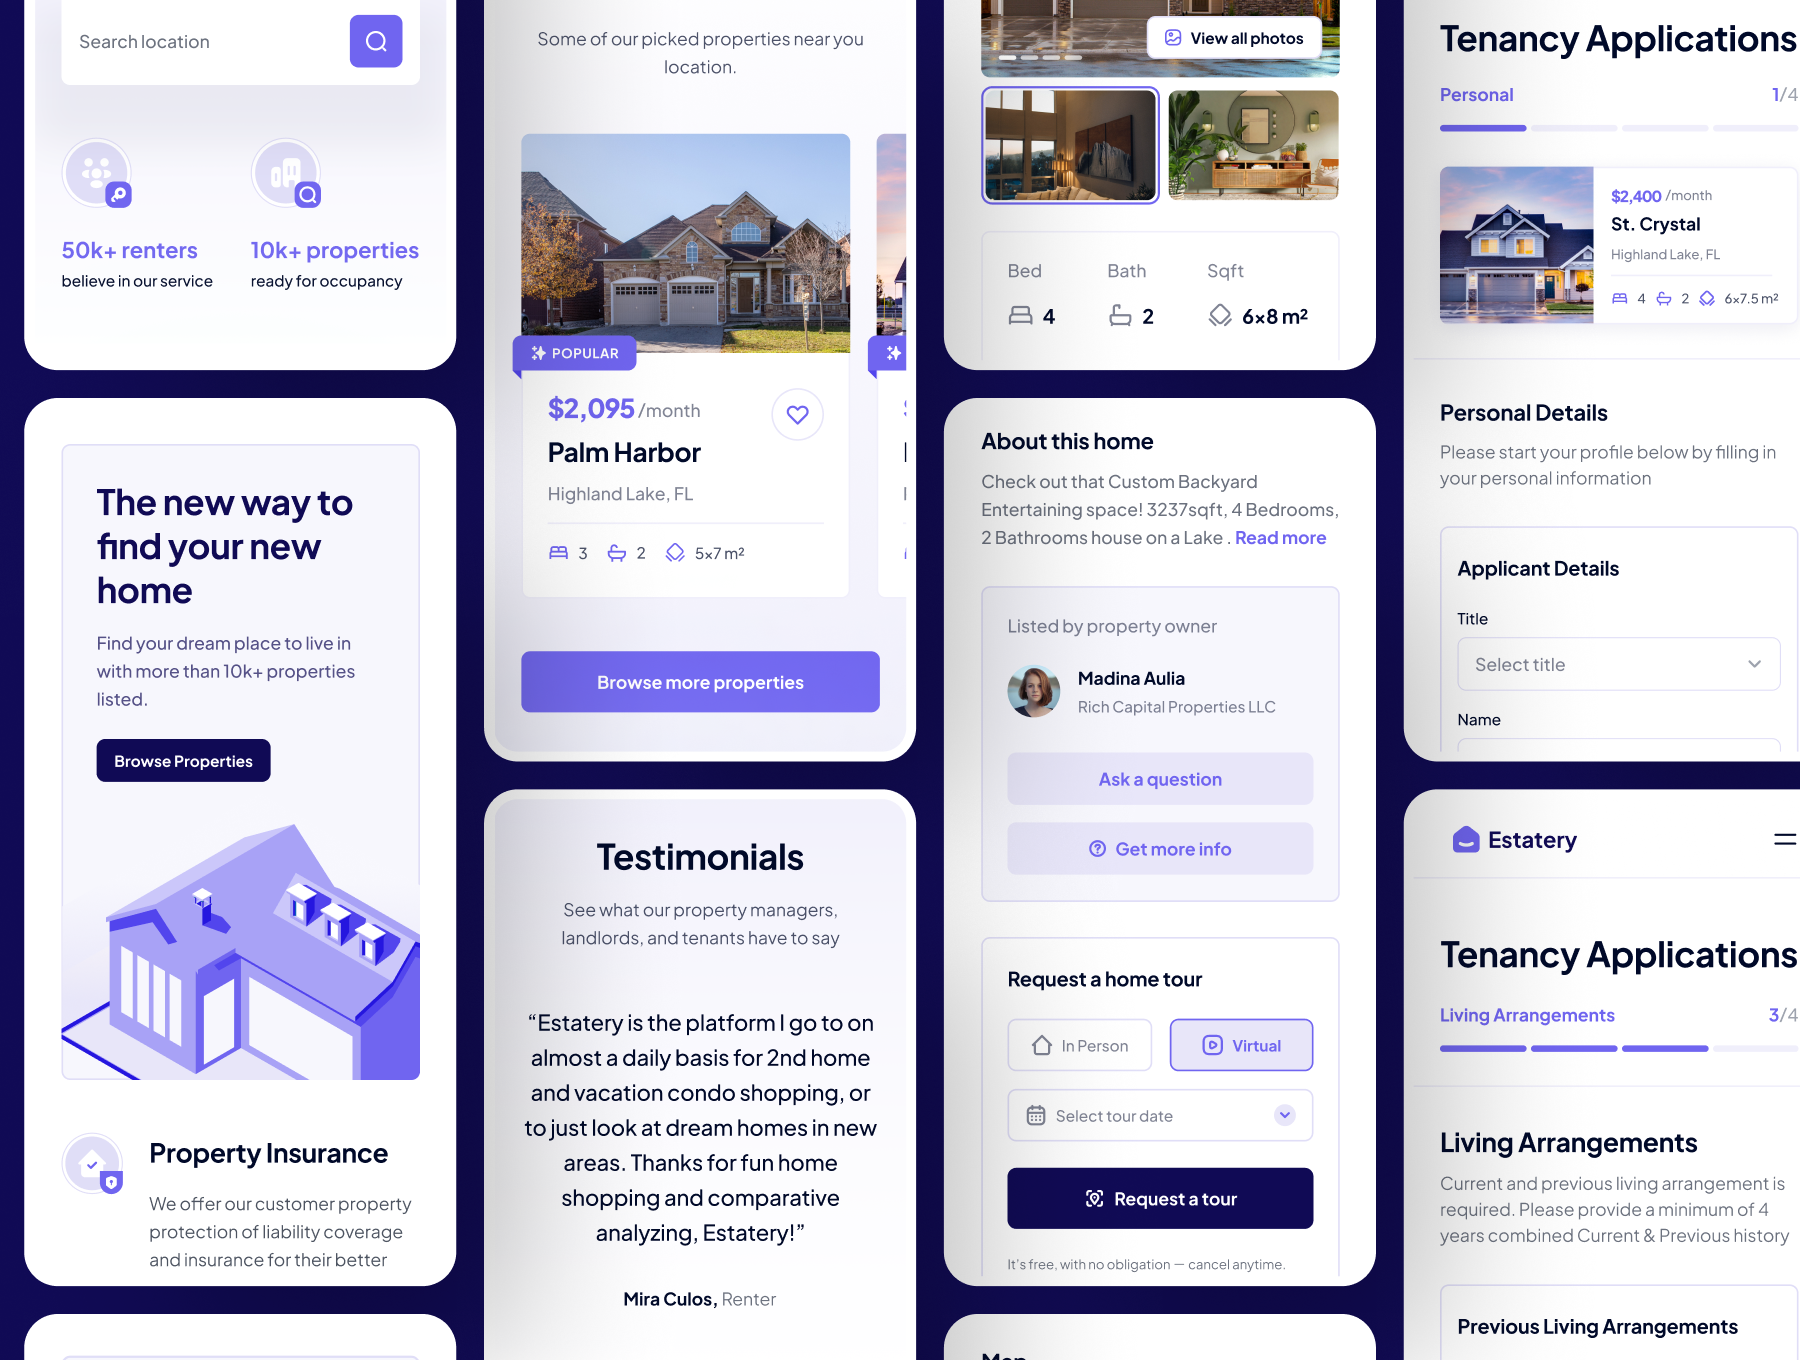 Search location
50k+ renters
believe in our service
10k+ properties
ready for occupancy
The new way to
find your new
home
Find your dream place to live in
with more than 10k+ properties
listed.
Browse Properties
Property Insurance
We offer our customer property
protection of liability coverage
and insurance for their better
Some of our picked properties near you
location.
POPULAR
$2,095 /month
Palm Harbor
Highland Lake, FL
3 2 5x7 m²
Browse more properties
Testimonials
See what our property managers,
landlords, and tenants have to say
“Estatery is the platform I go to on
almost a daily basis for 2nd home
and vacation condo shopping, or
to just look at dream homes in new
areas. Thanks for fun home
shopping and comparative
analyzing, Estatery!”
Mira Culos, Renter
View all photos
Bed Bath Sqft
4 2 6x8 m²
About this home
Check out that Custom Backyard
Entertaining space! 3237sqft, 4 Bedrooms,
2 Bathrooms house on a Lake . Read more
Listed by property owner
Madina Aulia
Rich Capital Properties LLC
Ask a question
Get more info
Request a home tour
In Person
Virtual
Select tour date
Request a tour
It’s free, with no obligation — cancel anytime.
Tenancy Applications
Personal 1/4
$2,400 /month
St. Crystal
Highland Lake, FL
4 2 6x7.5 m²
Personal Details
Please start your profile below by filling in
your personal information
Applicant Details
Title
Select title
Name
Estatery
Tenancy Applications
Living Arrangements 3/4
Living Arrangements
Current and previous living arrangement is
required. Please provide a minimum of 4
years combined Current & Previous history
Previous Living Arrangements